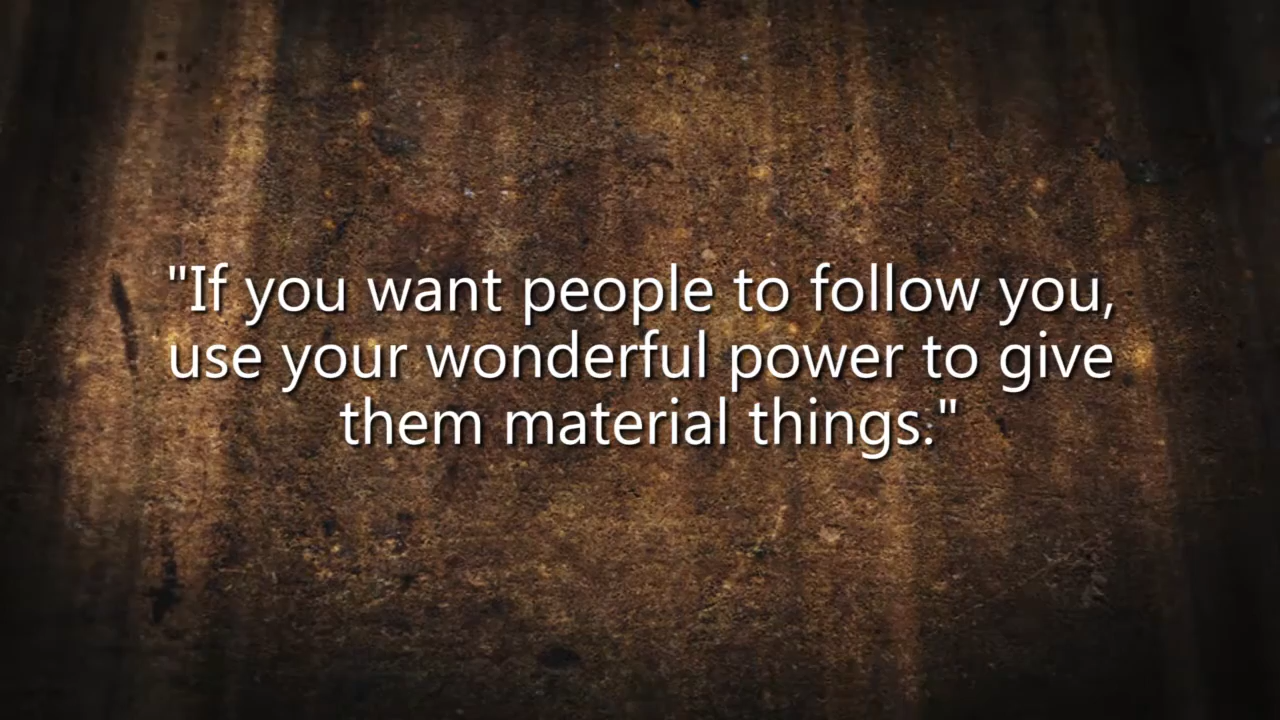 "If you want people to follow you,
use your wonderful power to give
them material things."